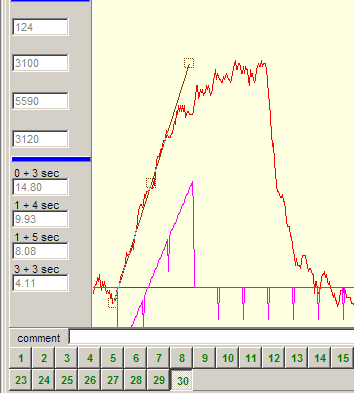 124
3100
5590
3120
0 + 3 sec
14.80
1 + 4 sec
9.93
1 + 5 sec
8.08
3 + 3 sec
4.11
comment
1 2 4 5 6 7 8 9 10 11 12 13 14 15
23 24 25 26 27 28 29 30